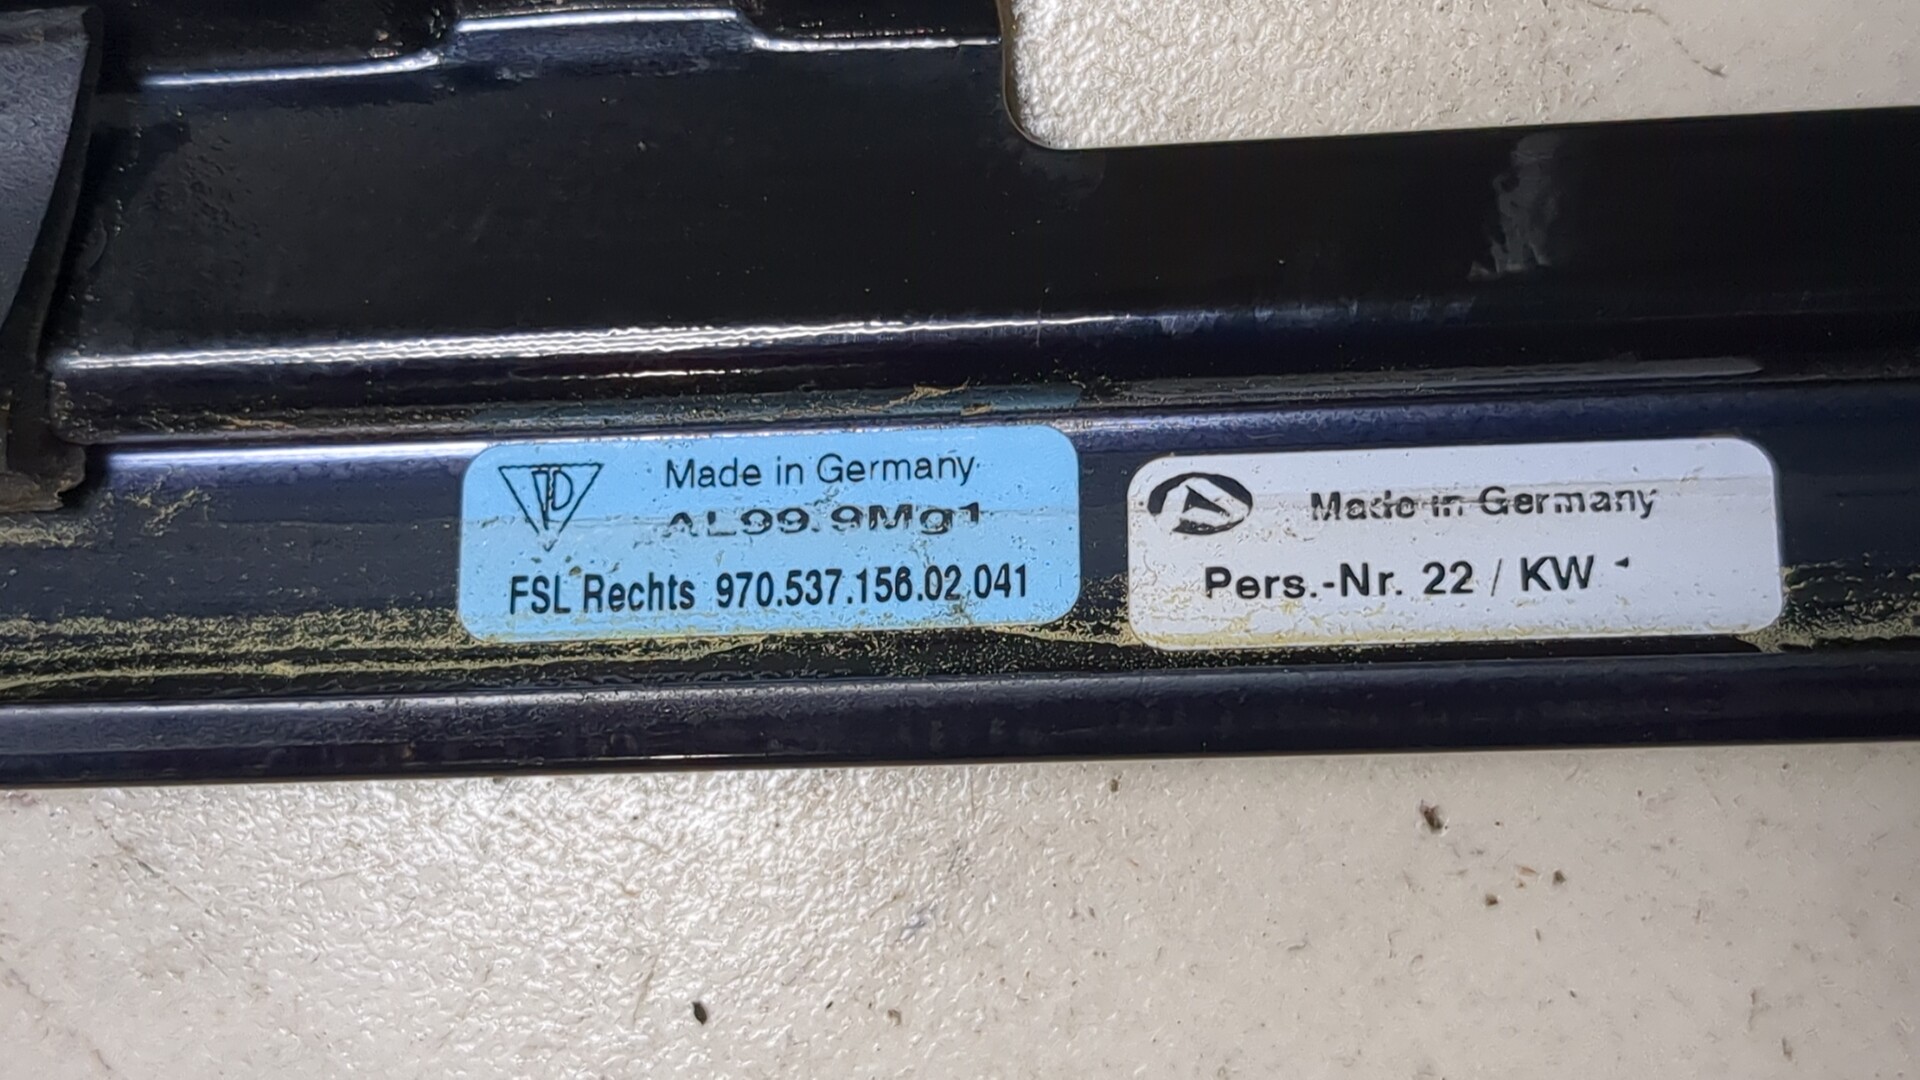 Made in Germany
AL99.9Mg1
FSL Rechts 970.537.156.02.041
Made in Germany
Pers.-Nr. 22 / KW